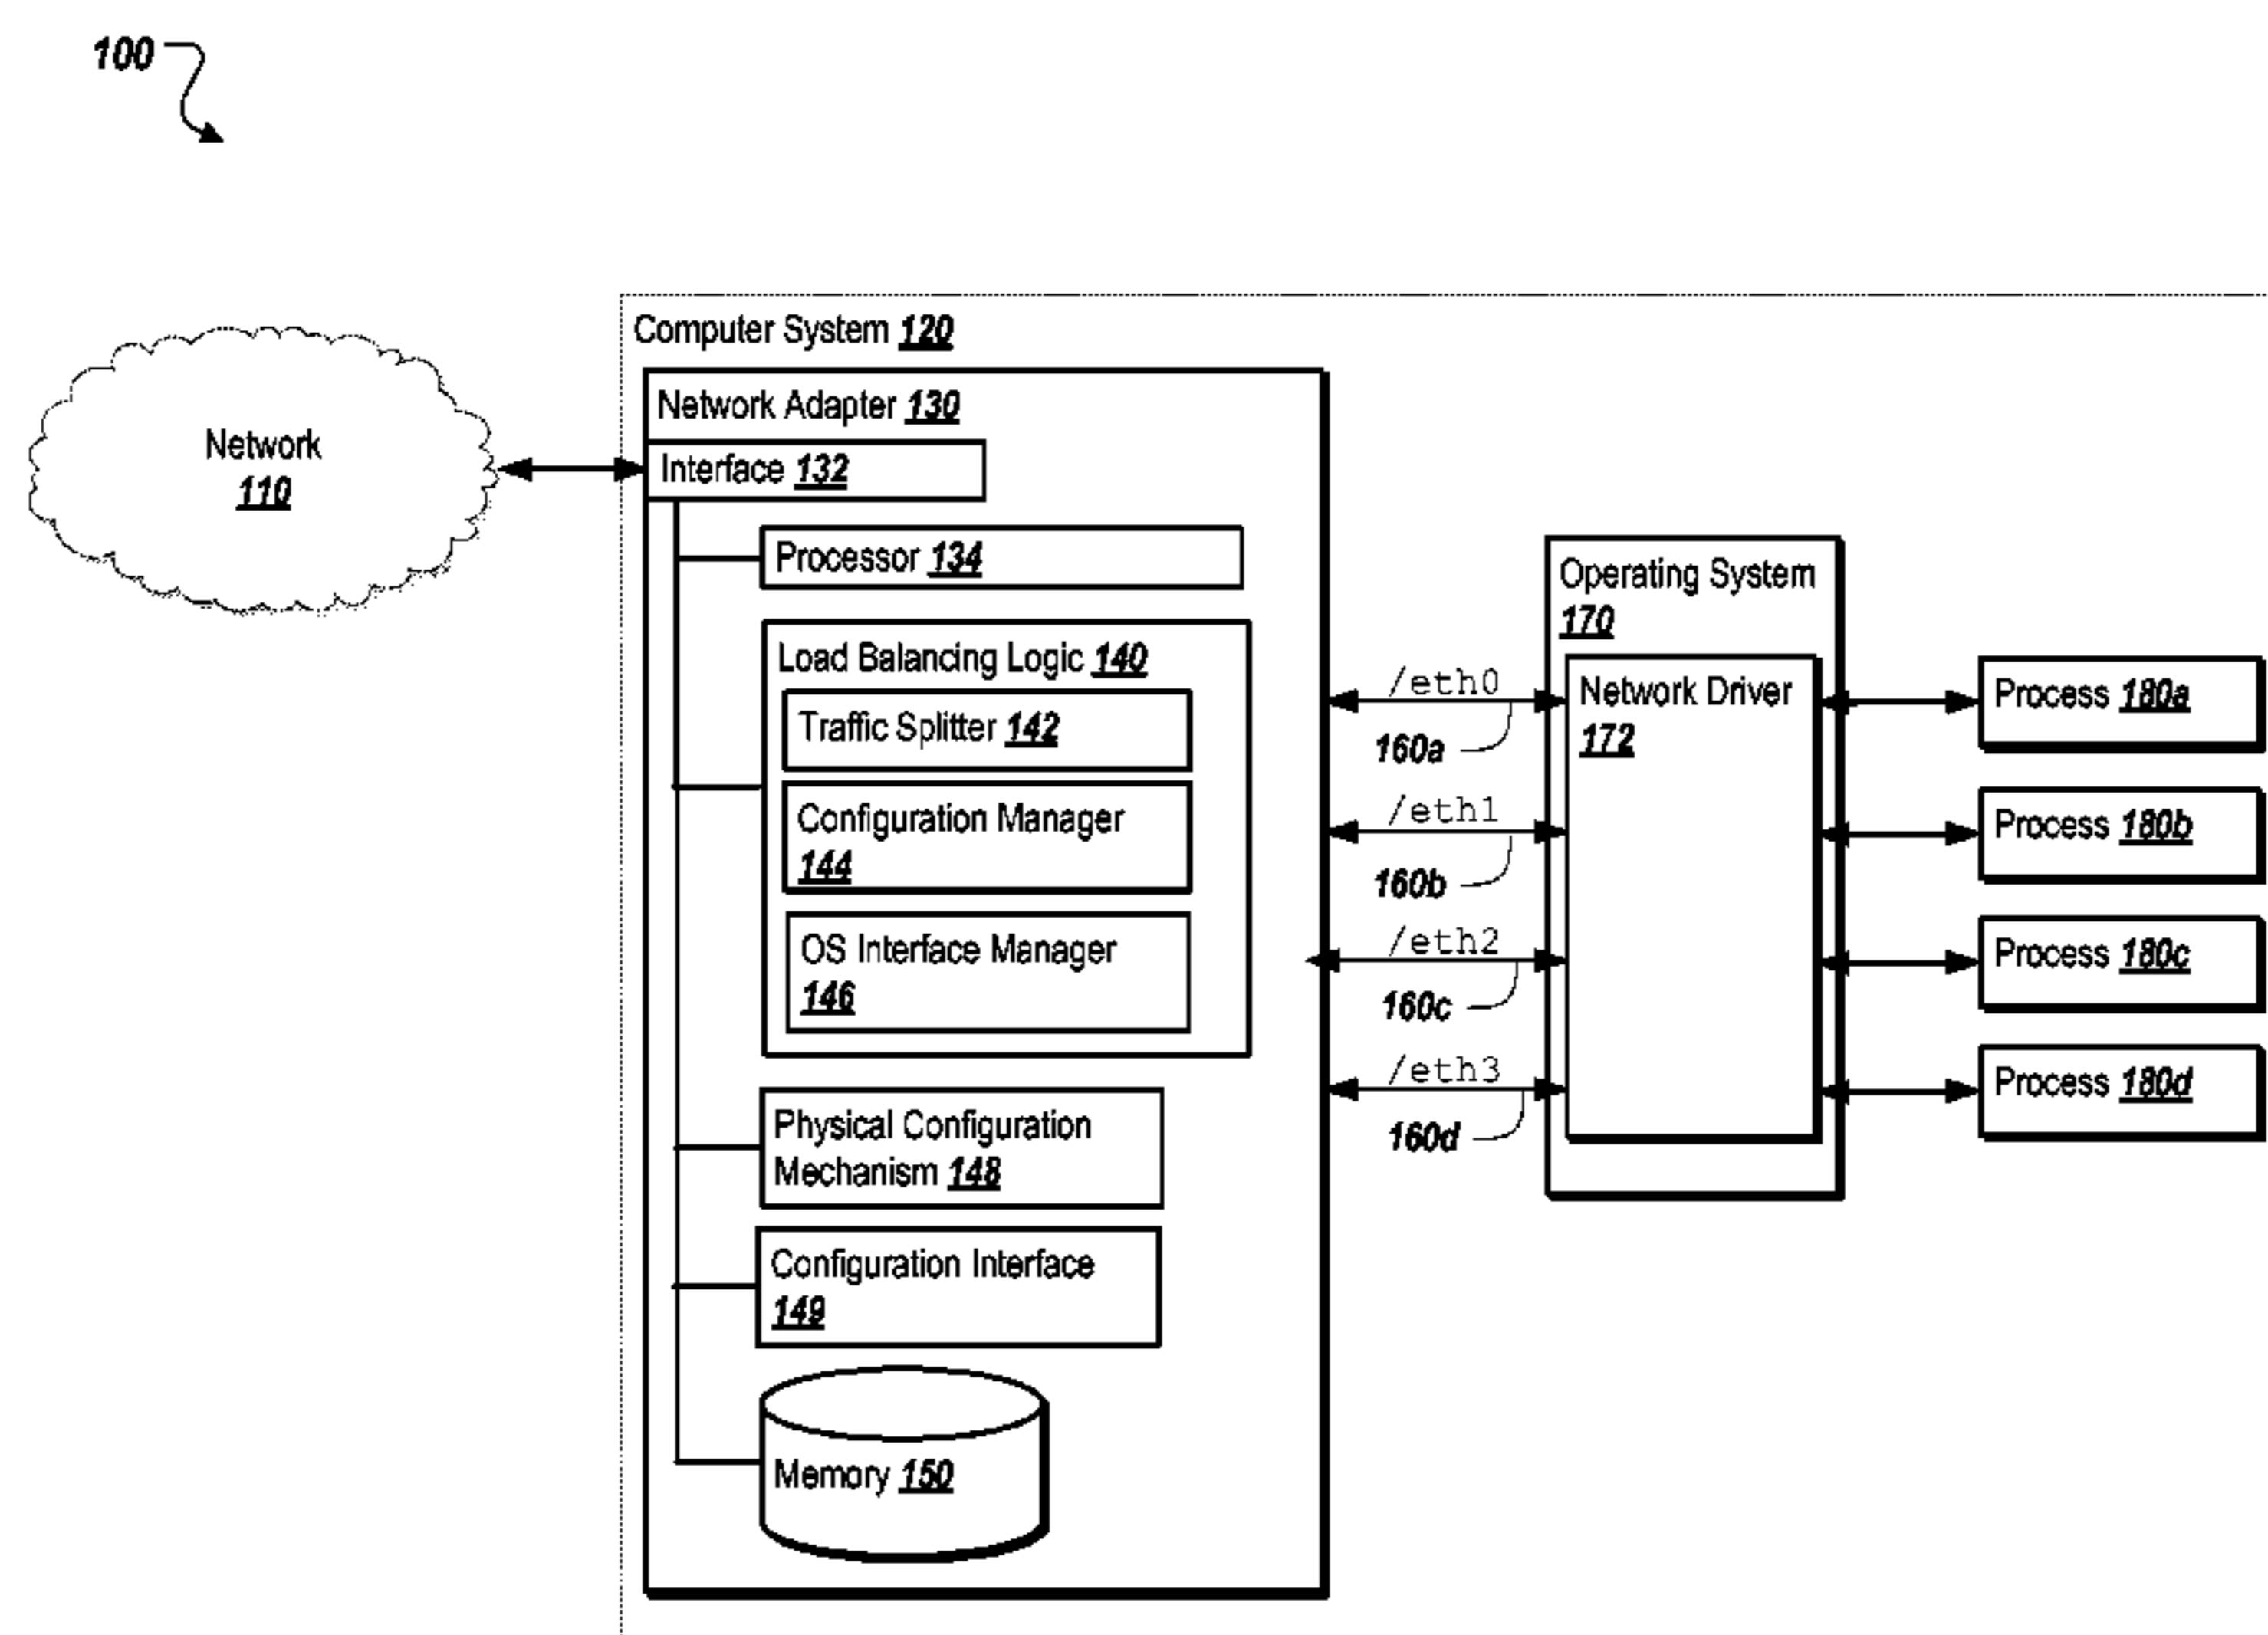 100
Computer System 120
Network Adapter 130
Network
110
Interface 132
Processor 134
Load Balancing Logic 140
Traffic Splitter 142
Configuration Manager
144
OS Interface Manager
146
Physical Configuration
Mechanism 148
Configuration Interface
149
Memory 150
/eth0
160a
/eth1
160b
/eth2
160c
/eth3
160d
Operating System
170
Network Driver
172
Process 180a
Process 180b
Process 180c
Process 180d